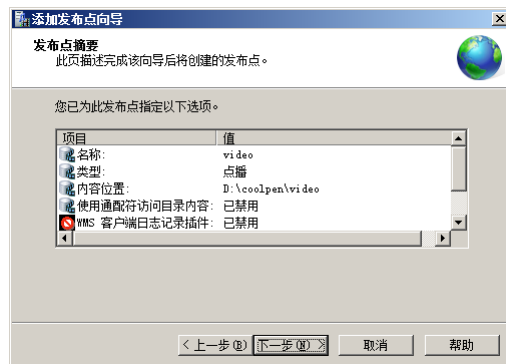 添加发布点向导
发布点摘要
此页描述完成该向导后将创建的发布点。
您已为此发布点指定以下选项。
项目 值
名称: video
类型: 点播
内容位置: D:\coolpen\video
使用通配符访问目录内容: 已禁用
WMS 客户端日志记录插件: 已禁用
< 上一步(B) 下一步(N) > 取消 帮助